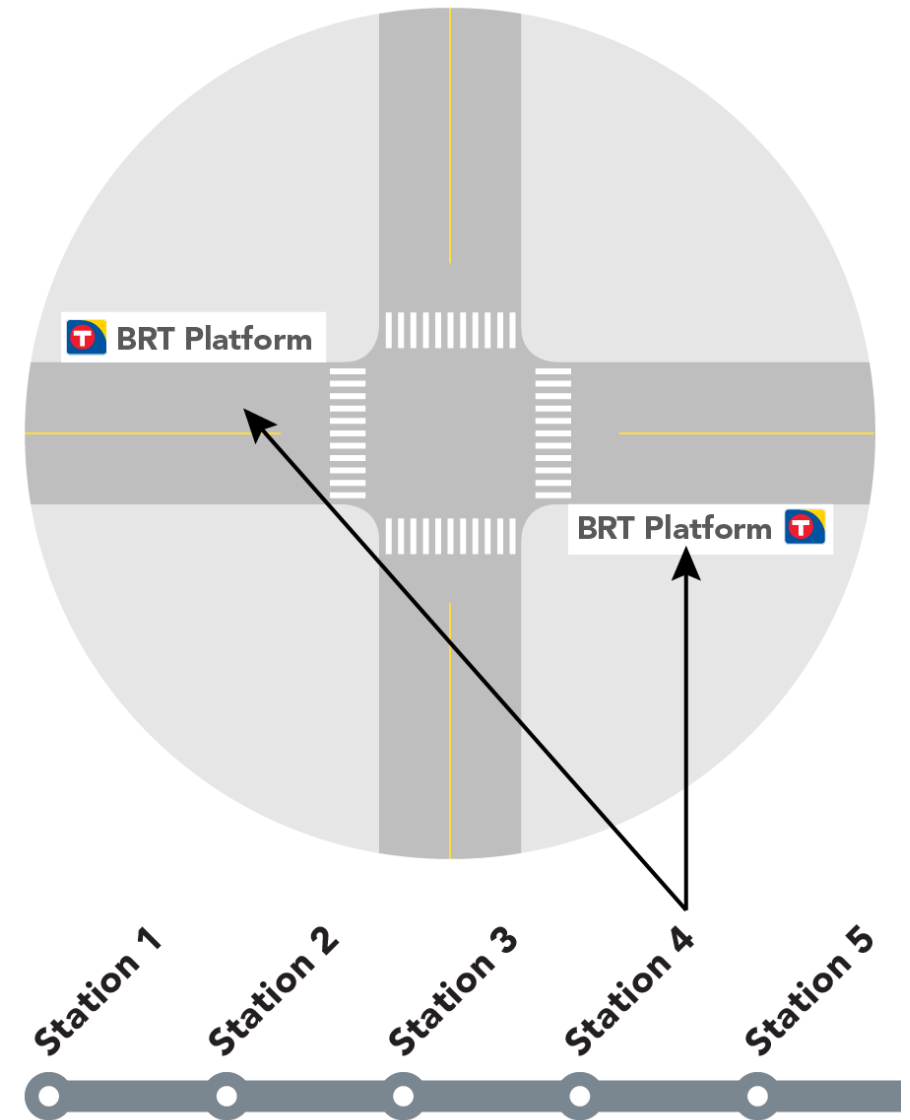 T BRT Platform
BRT Platform T
Station 1
Station 2
Station 3
Station 4
Station 5